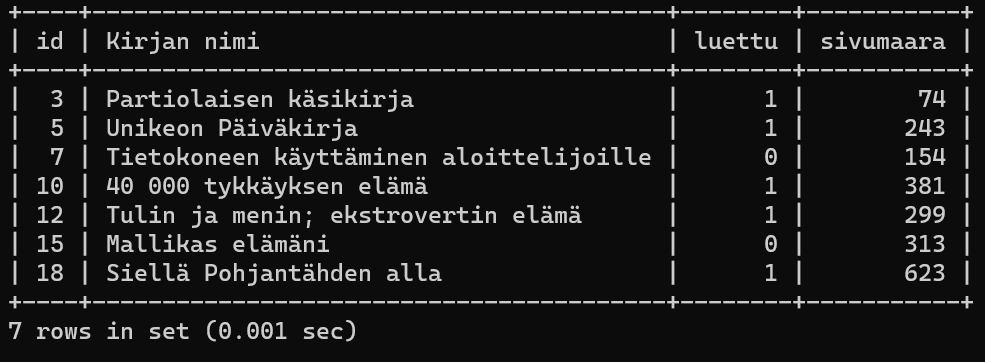 +----+-----------------------------------------+--------+-----------+
| id | Kirjan nimi                             | luettu | sivumaara |
+----+-----------------------------------------+--------+-----------+
|  3 | Partiolaisen käsikirja                  |      1 |        74 |
|  5 | Unikeon Päiväkirja                      |      1 |       243 |
|  7 | Tietokoneen käyttäminen aloittelijoille |      0 |       154 |
| 10 | 40 000 tykkäyksen elämä                 |      1 |       381 |
| 12 | Tulin ja menin; ekstrovertin elämä      |      1 |       299 |
| 15 | Mallikas elämäni                        |      0 |       313 |
| 18 | Siellä Pohjantähden alla                |      1 |       623 |
+----+-----------------------------------------+--------+-----------+
7 rows in set (0.001 sec)